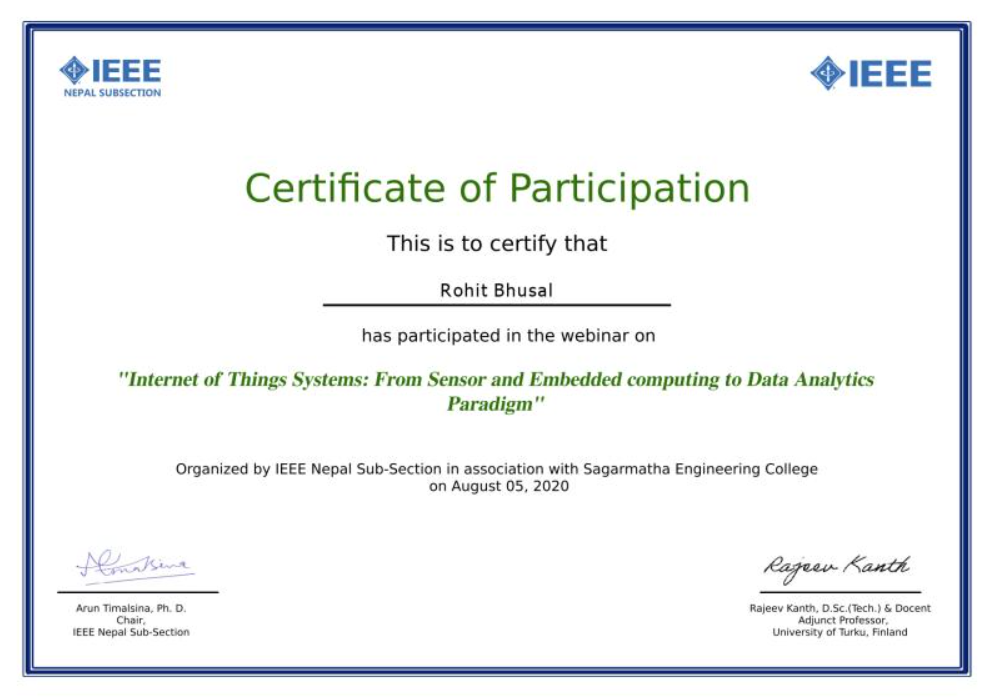 IEEE
NEPAL SUBSECTION
IEEE
Certificate of Participation
This is to certify that
Rohit Bhusal
has participated in the webinar on
"Internet of Things Systems: From Sensor and Embedded computing to Data Analytics
Paradigm"
Organized by IEEE Nepal Sub-Section in association with Sagarmatha Engineering College
on August 05, 2020
Rajeev Kanth
Arun Timalsina, Ph. D.
Chair,
IEEE Nepal Sub-Section
Rajeev Kanth, D.Sc.(Tech.) & Docent
Adjunct Professor,
University of Turku, Finland